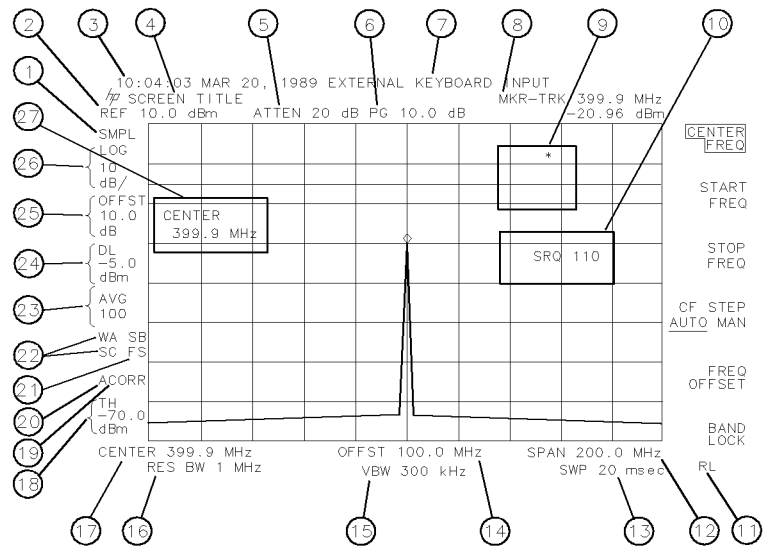 2 3 4 5 6 7 8 9 10
10:04:03 MAR 20, 1989 EXTERNAL KEYBOARD INPUT
1 hp SCREEN TITLE MKR-TRK 399.9 MHz
REF 10.0 dBm ATTEN 20 dB PG 10.0 dB -20.96 dBm
27
SMPL
CENTER
FREQ
26 LOG
10
dB/
*
START
FREQ
25 OFFST
10.0
dB
CENTER
399.9 MHz
SRQ 110
STOP
FREQ
24 DL
-5.0
dBm
23 AVG
100
CF STEP
AUTO MAN
22 WA SB
SC FS
21
FREQ
OFFSET
20 ACORR
19
18 TH
-70.0
dBm
BAND
LOCK
CENTER 399.9 MHz OFFST 100.0 MHz SPAN 200.0 MHz
RES BW 1 MHz VBW 300 kHz SWP 20 msec RL
17 16 15 14 13 12 11